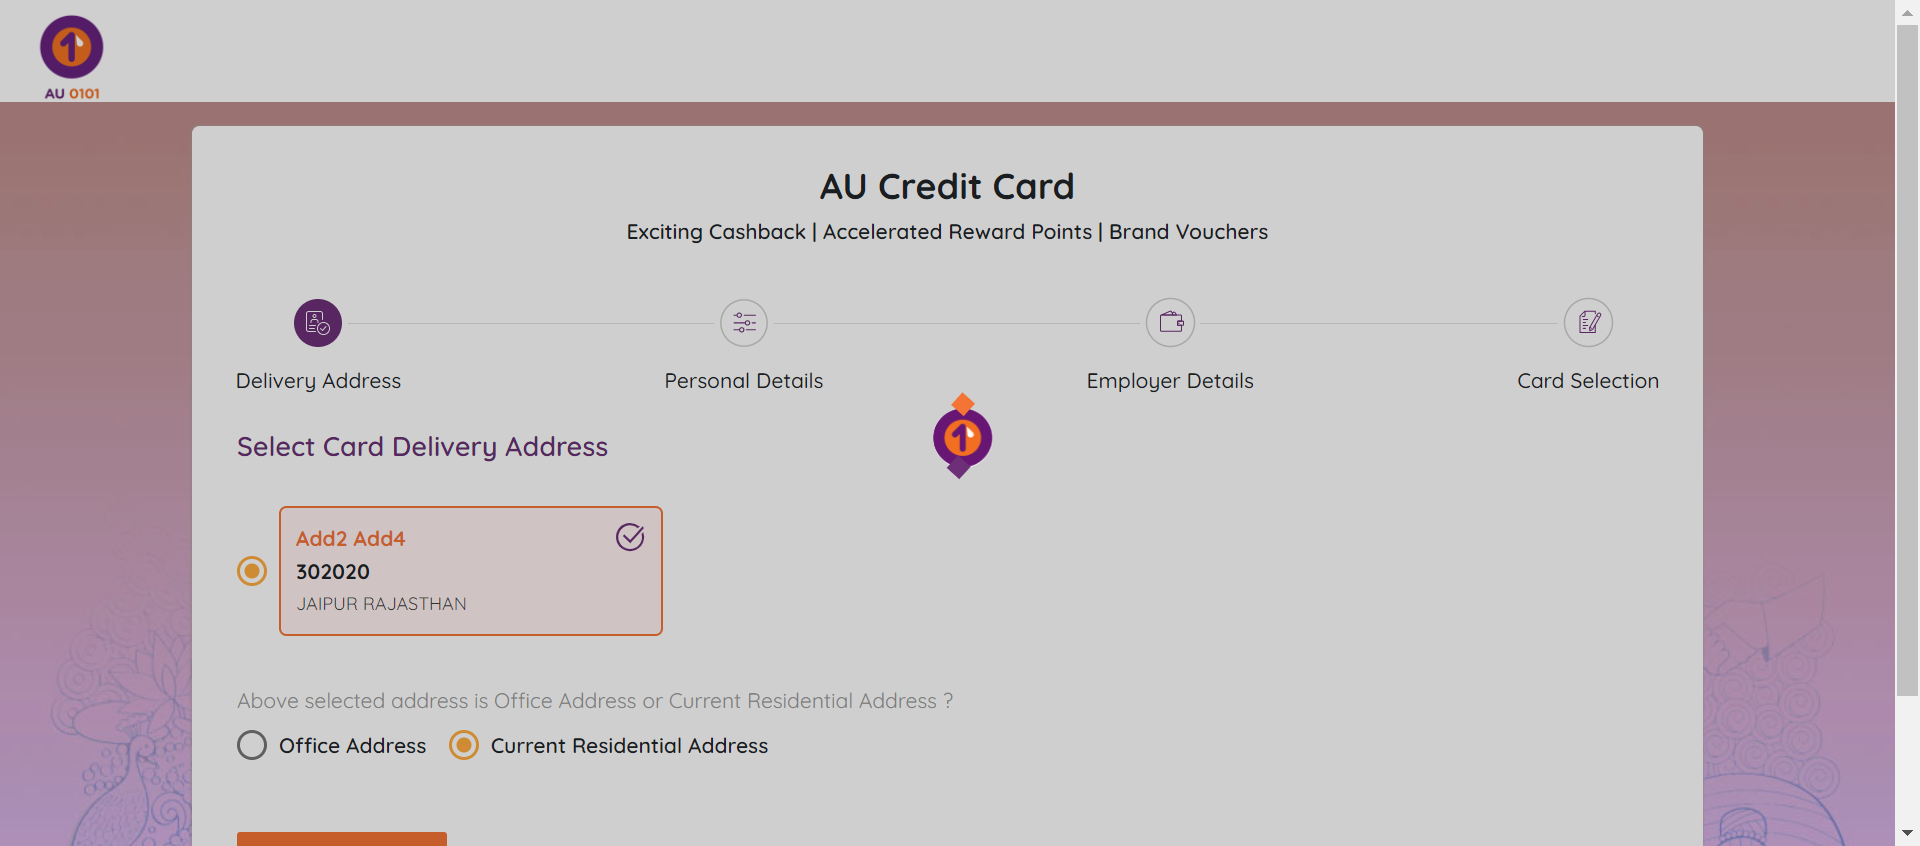 AU 0101
AU Credit Card
Exciting Cashback | Accelerated Reward Points | Brand Vouchers
Delivery Address
Personal Details
Employer Details
Card Selection
Select Card Delivery Address
Add2 Add4
302020
JAIPUR RAJASTHAN
Above selected address is Office Address or Current Residential Address ?
Office Address
Current Residential Address